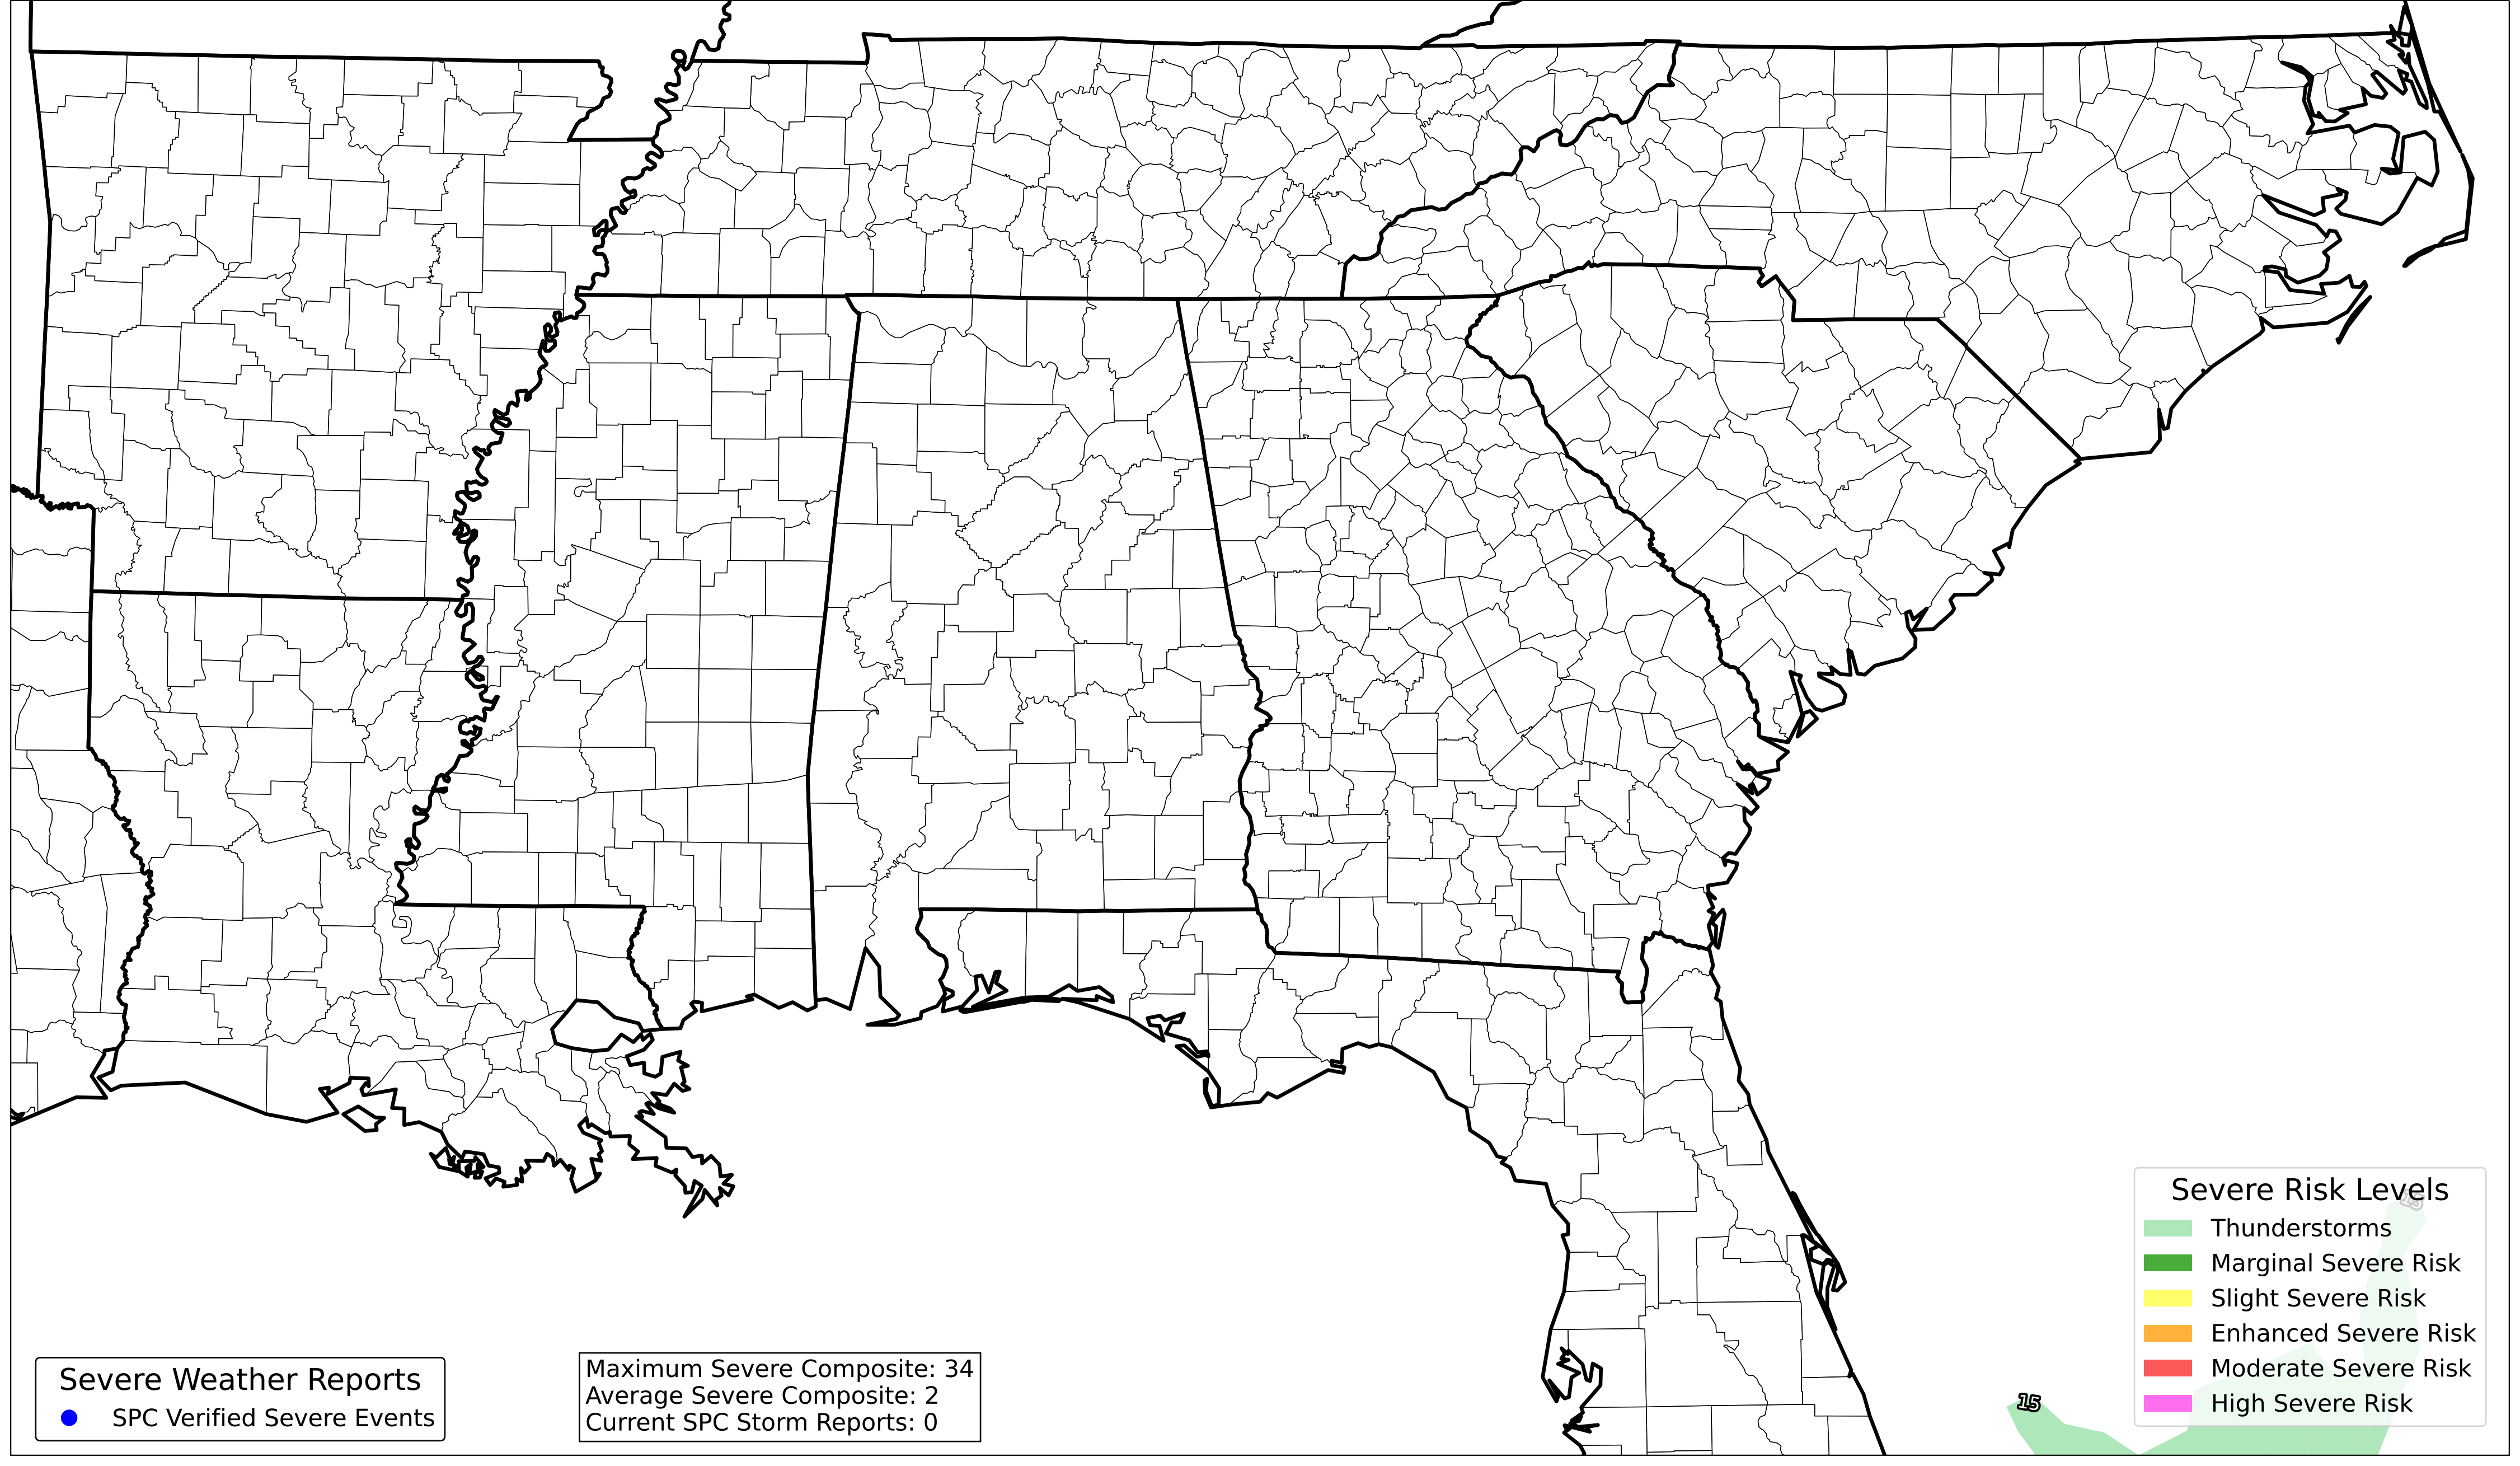 Severe Risk Levels
Thunderstorms
Marginal Severe Risk
Slight Severe Risk
Enhanced Severe Risk
Moderate Severe Risk
High Severe Risk
15
Severe Weather Reports
SPC Verified Severe Events
Maximum Severe Composite: 34
Average Severe Composite: 2
Current SPC Storm Reports: 0